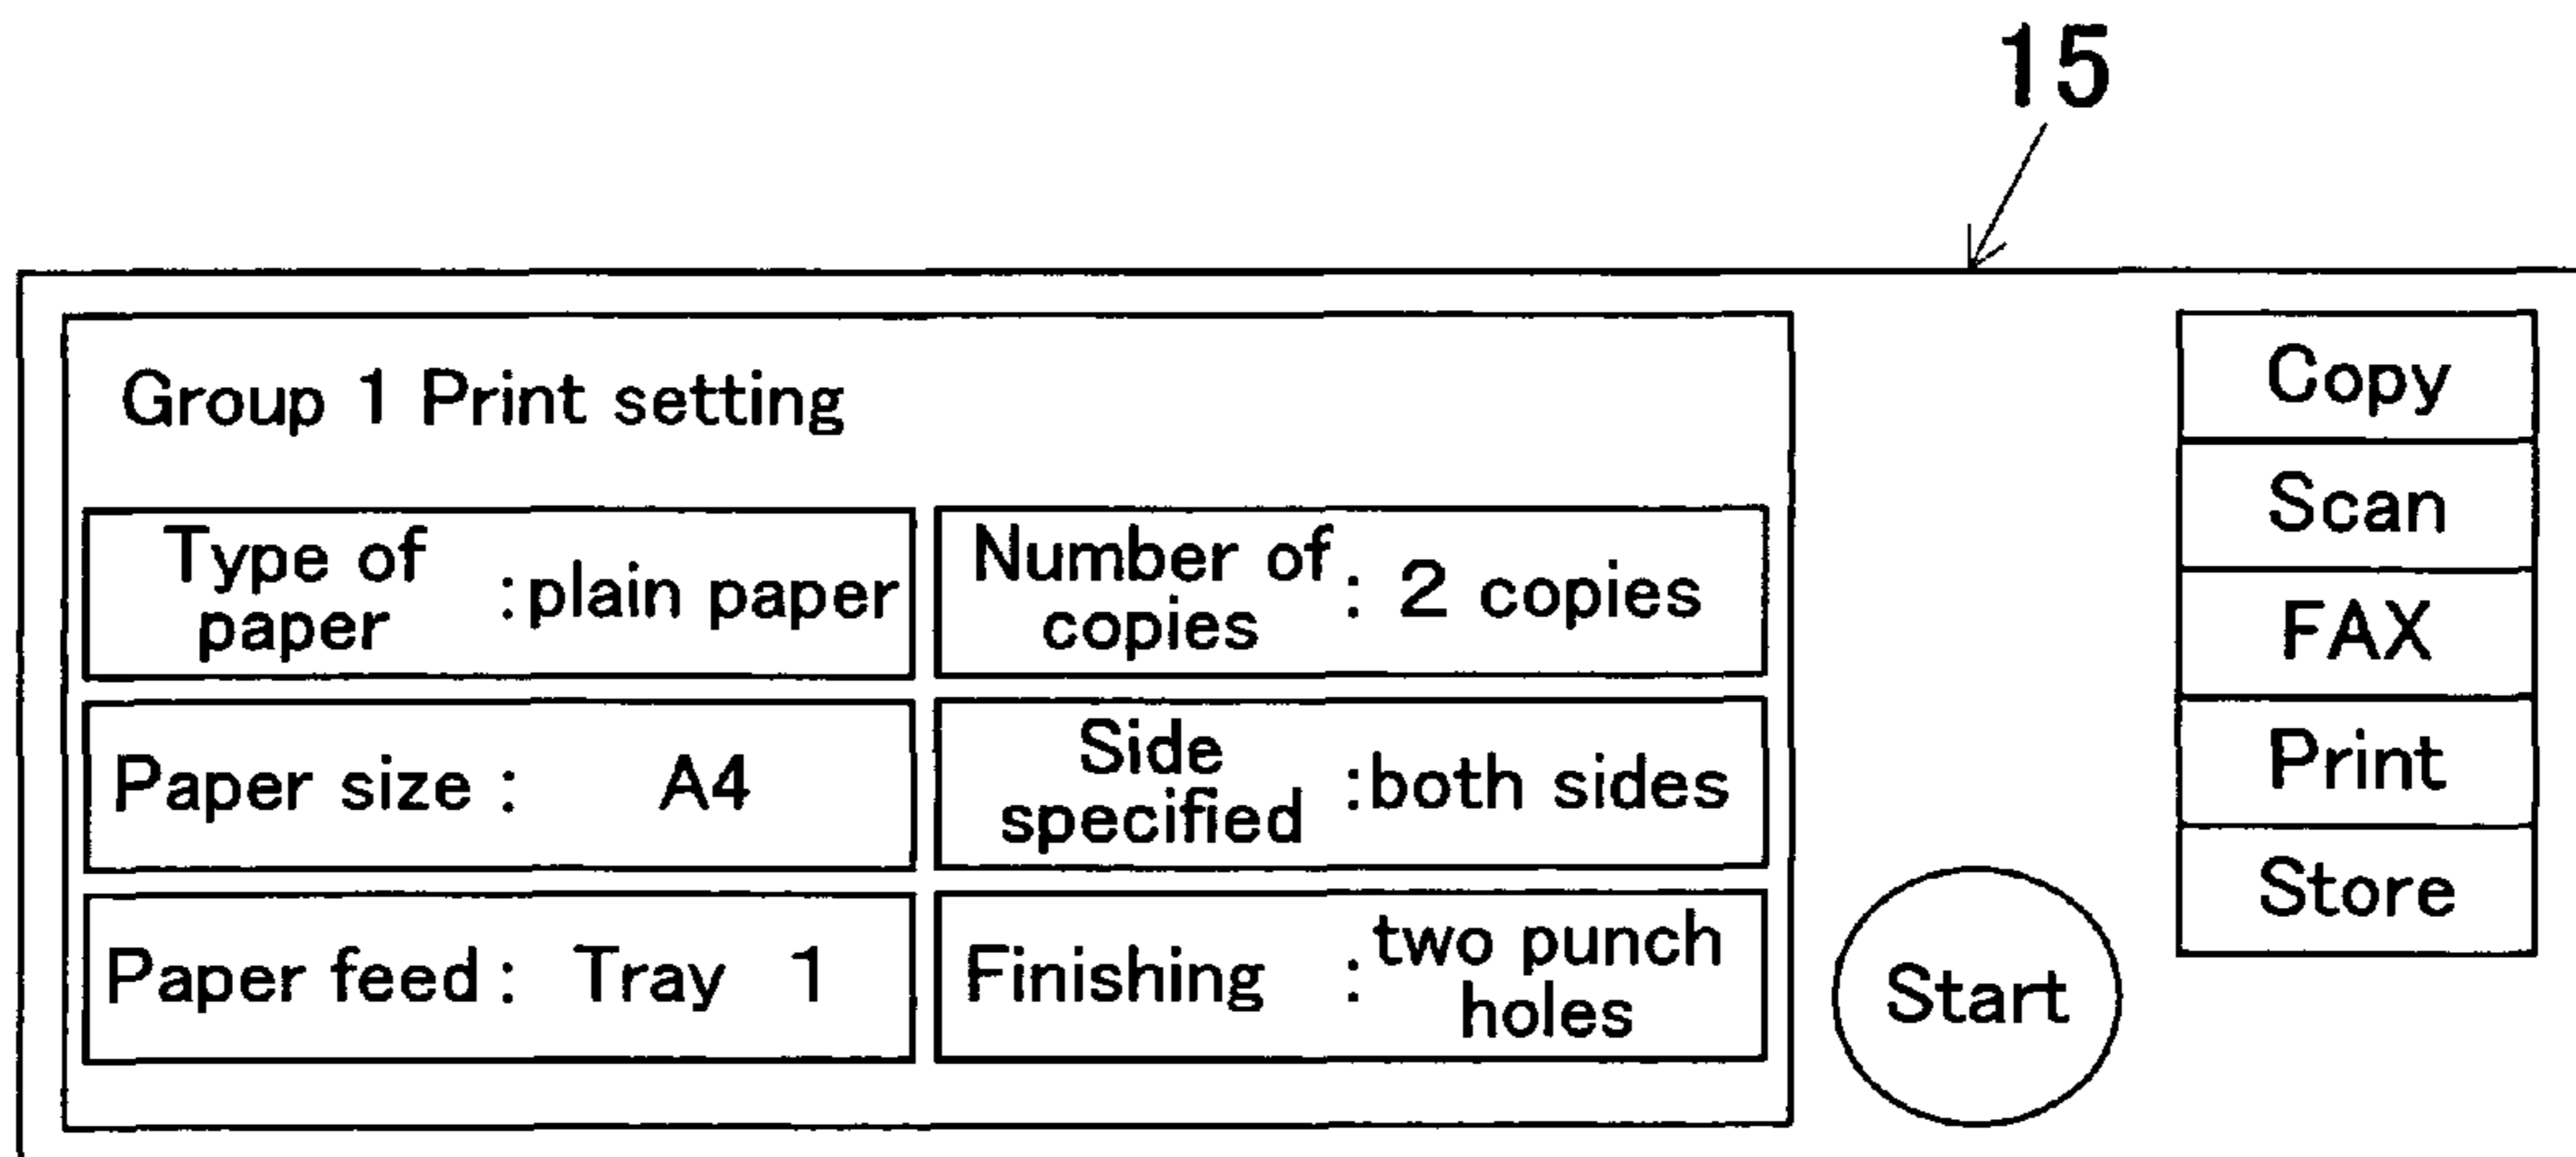 15
Group 1 Print setting
Type of
paper :plain paper
Number of
copies : 2 copies
Paper size : A4
Side
specified :both sides
Paper feed : Tray 1
Finishing :two punch
holes
Start
Copy
Scan
FAX
Print
Store